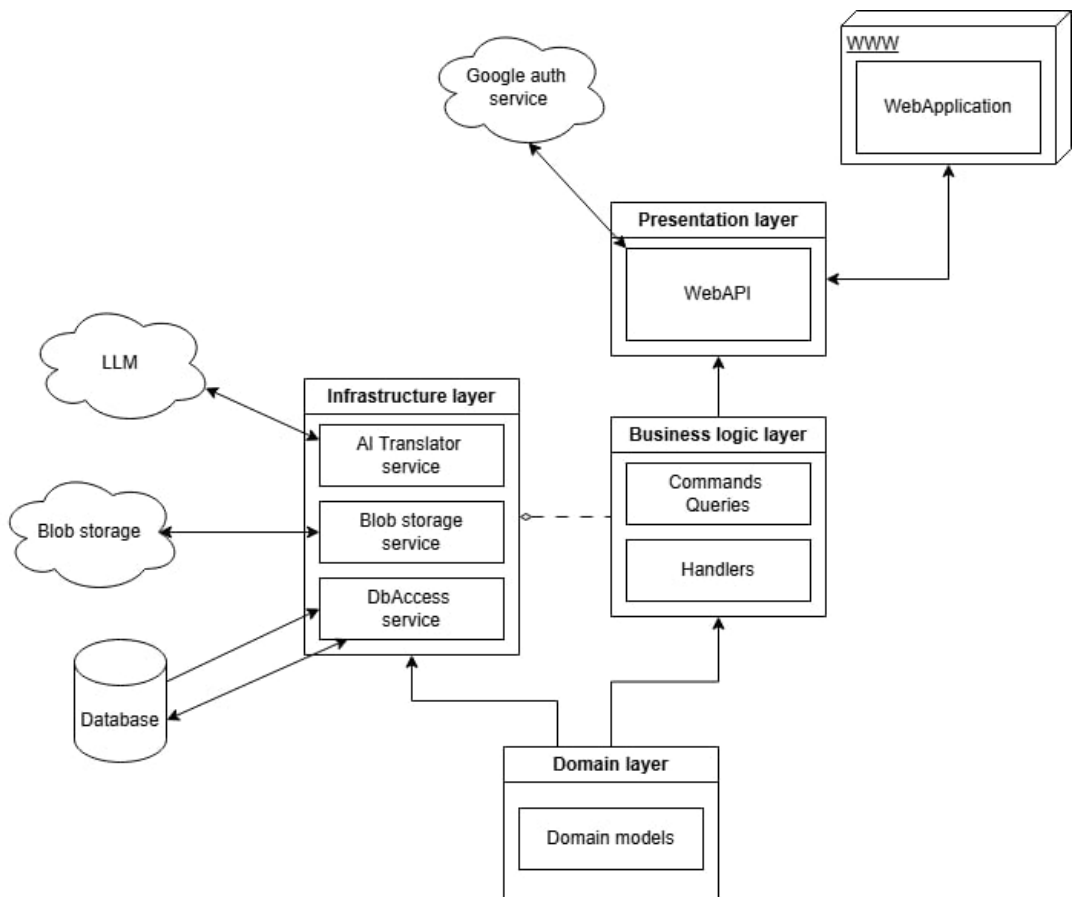 WWW
WebApplication
Google auth
service
Presentation layer
WebAPI
LLM
Infrastructure layer
AI Translator
service
Blob storage
service
DbAccess
service
Blob storage
Database
Business logic layer
Commands
Queries
Handlers
Domain layer
Domain models